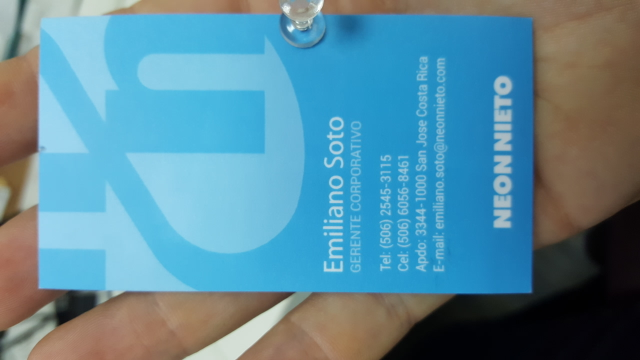 Emiliano Soto
GERENTE CORPORATIVO
Tel: (506) 2545-3115
Cel: (506) 6056-8461
Apdo: 3344-1000 San Jose Costa Rica
E-mail: emiliano.soto@neonnieto.com
NEON NIETO